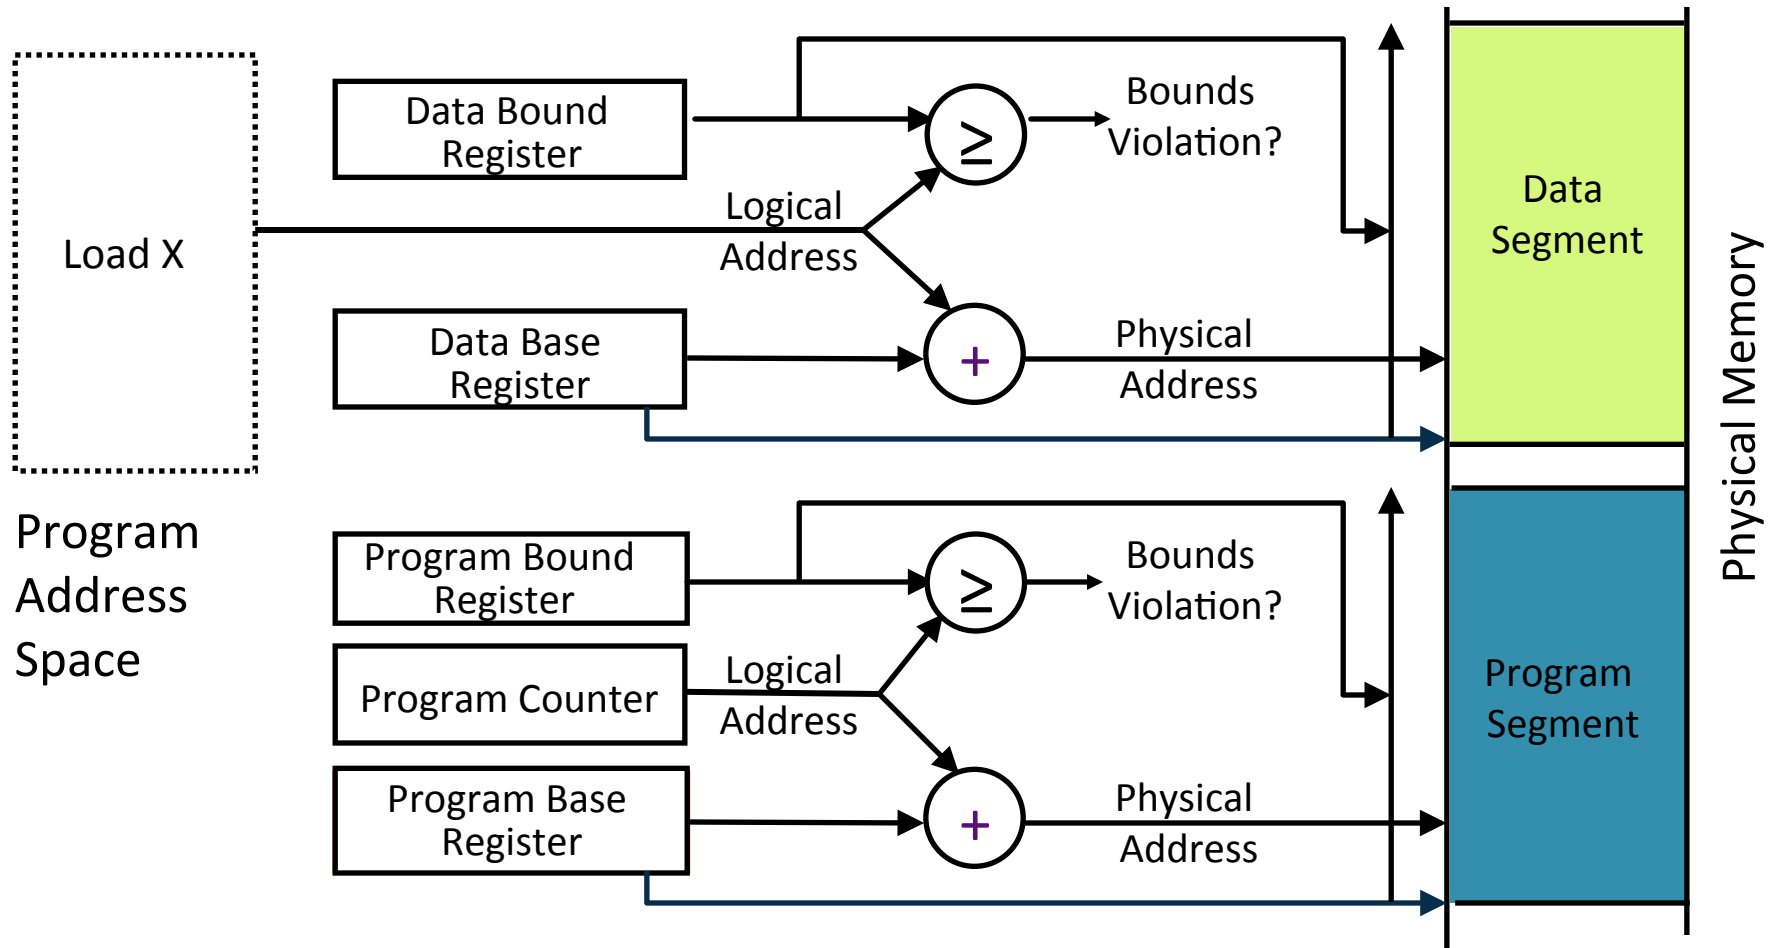 Load X
Program
Address
Space
Data Bound
Register
≥
Bounds
Violation?
Logical
Address
Data Base
Register
+
Physical
Address
Data
Segment
Program Bound
Register
≥
Bounds
Violation?
Program Counter
Logical
Address
Program Base
Register
+
Physical
Address
Program
Segment
Physical Memory